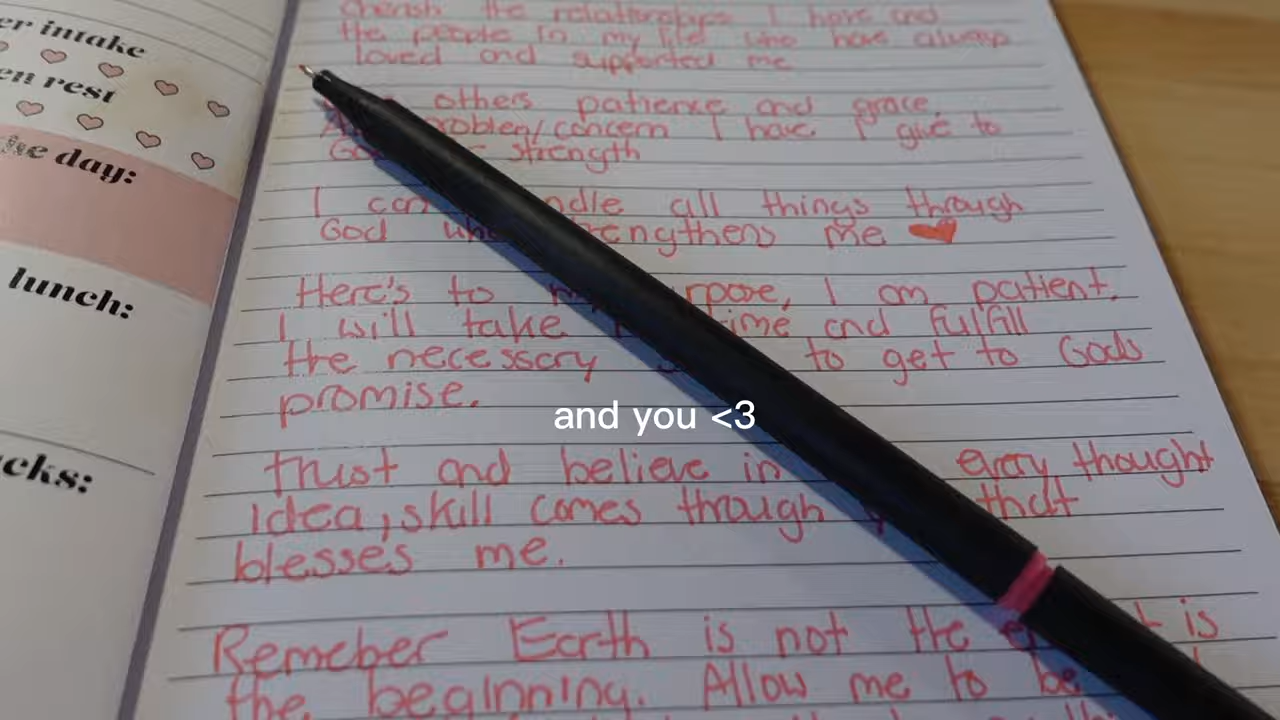 er intake
en rest
he day:
lunch:
cks:
Cherish the relationships I have and
the people in my life who have always
loved and supported me
others patience and grace.
problem/concern I have I give to
strength
I can all things through
God me
Here's to I am patient,
I will take and fulfill
the necessary to get to Gods
promise.
and you <3
trust and believe in every thought
idea, skill comes through that
blesses me.
Remeber Earth is not the is
the beginning. Allow me to be